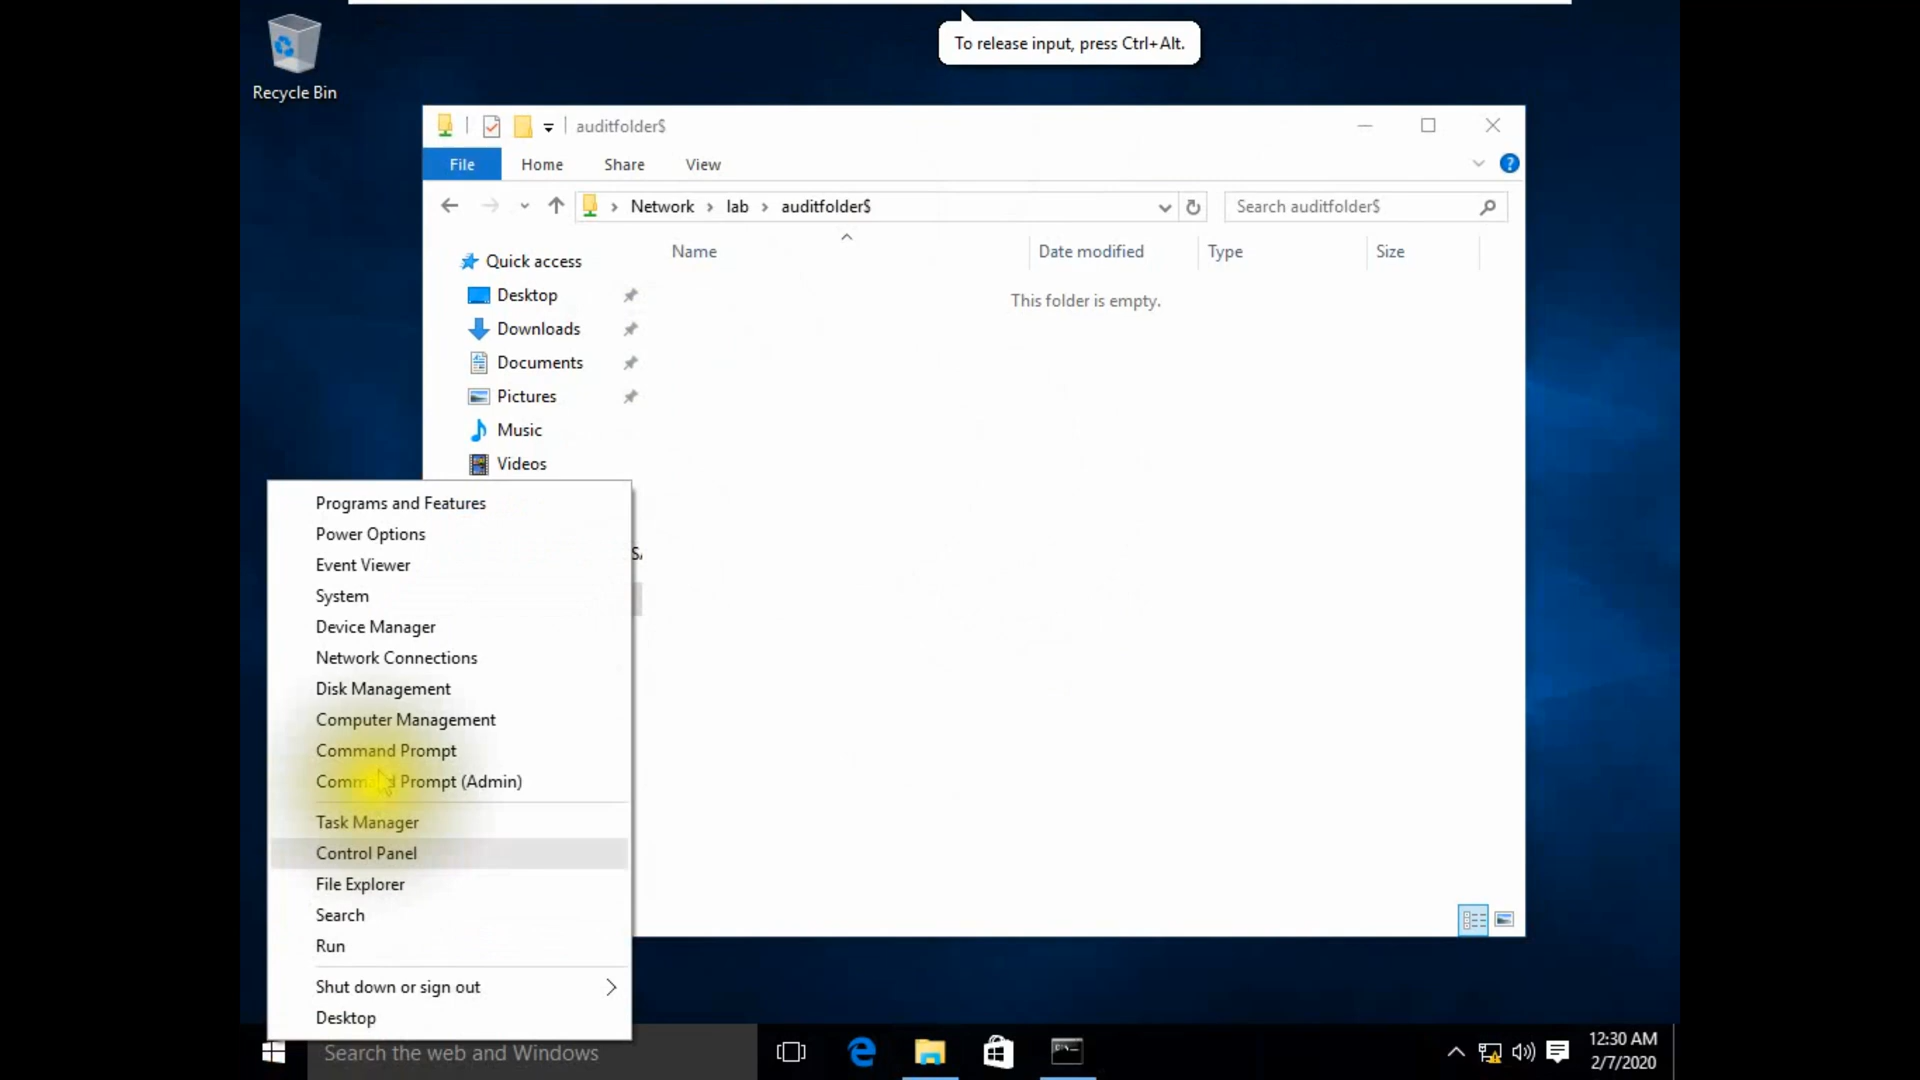 To release input, press Ctrl+Alt.
Recycle Bin
auditfolder$
File Home Share View
Network lab auditfolder$
Search auditfolder$
Name Date modified Type Size
This folder is empty.
Quick access
Desktop
Downloads
Documents
Pictures
Music
Videos
Programs and Features
Power Options
Event Viewer
System
Device Manager
Network Connections
Disk Management
Computer Management
Command Prompt
Command Prompt (Admin)
Task Manager
Control Panel
File Explorer
Search
Run
Shut down or sign out
Desktop
Search the web and Windows
12:30 AM
2/7/2020